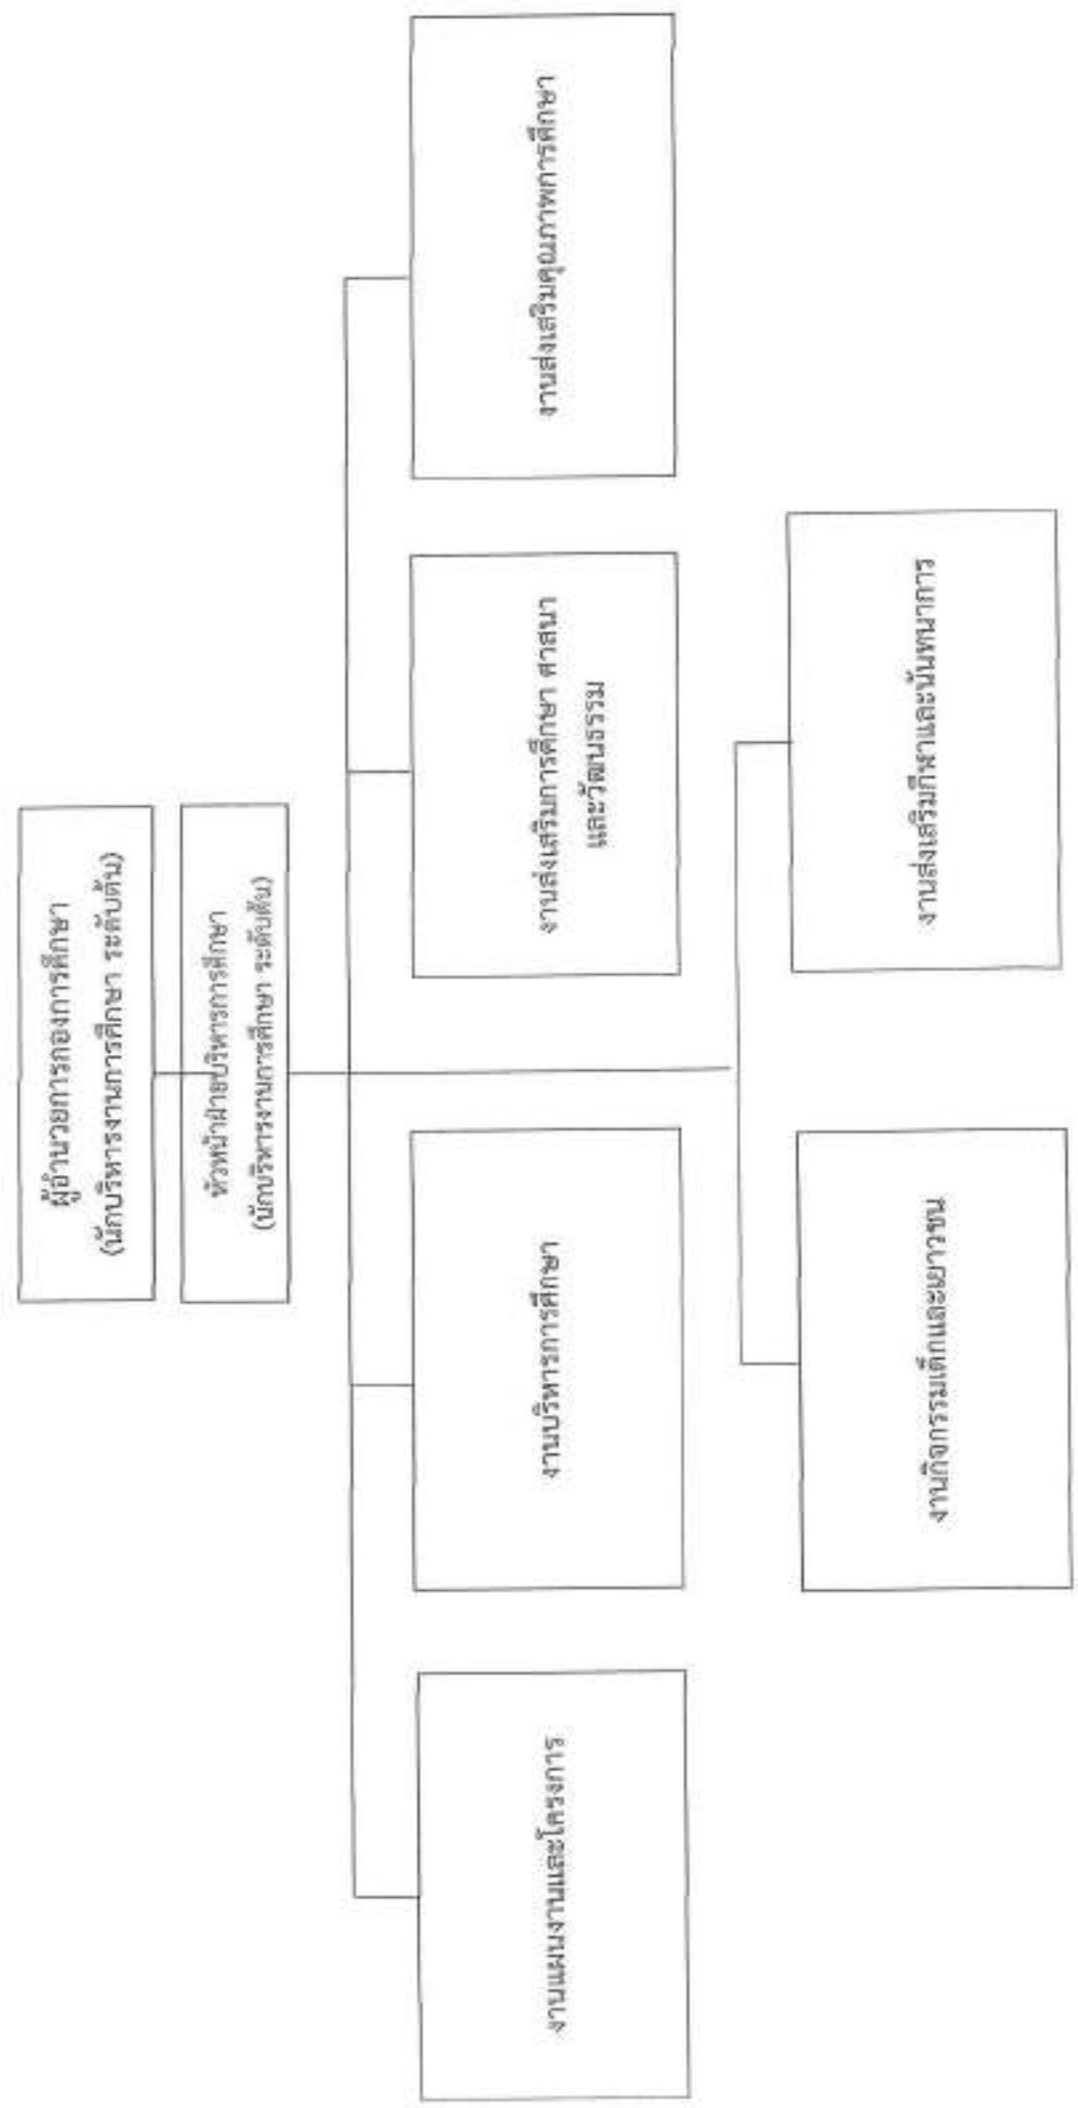 ผู้อำนวยการกองการศึกษา
(นักบริหารงานการศึกษา ระดับต้น)
หัวหน้าฝ่ายบริหารการศึกษา
(นักบริหารงานการศึกษา ระดับต้น)
งานแผนงานและโครงการ
งานบริหารการศึกษา
งานส่งเสริมการศึกษา ศาสนา
และวัฒนธรรม
งานส่งเสริมคุณภาพการศึกษา
งานกิจกรรมเด็กและเยาวชน
งานส่งเสริมกีฬาและนันทนาการ